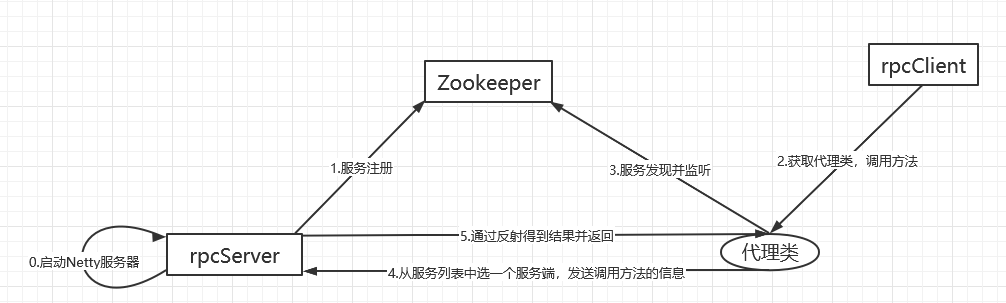 rpcClient
Zookeeper
1.服务注册
3.服务发现并监听
2.获取代理类，调用方法
0.启动Netty服务器
rpcServer
5.通过反射得到结果并返回
代理类
4.从服务列表中选一个服务端，发送调用方法的信息